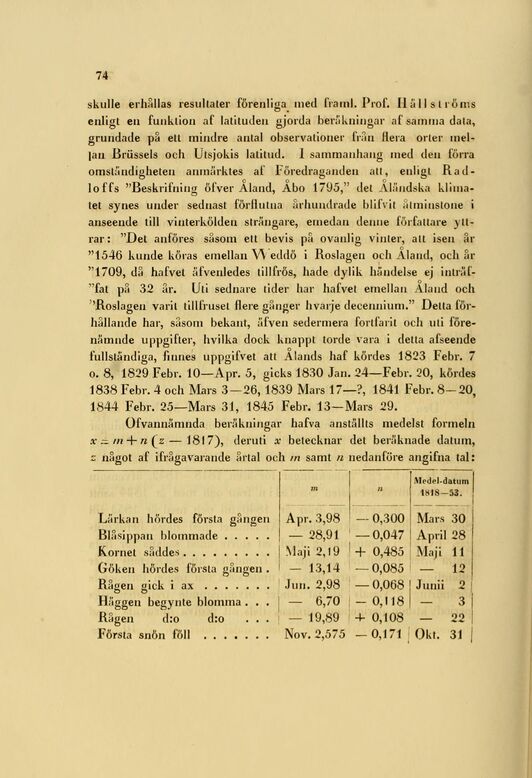 74
skulle erhållas resultater förenliga med framl. Prof. Hällströms
enligt en funktion af latituden gjorda beräkningar af samma data,
grundade på ett mindre antal observationer från flera orter mel-
lan Brüssels och Utsjokis latitud. I sammanhang med den förra
omständigheten anmärktes af Föredraganden att, enligt Rad-
loffs "Beskrifning öfver Åland, Åbo 1795," det Åländska klima-
tet synes under sednast förflutna århundrade blifvit åtminstone i
anseende till vinterkölden strängare, emedan denne författare ytt-
rar: "Det anföres såsom ett bevis på ovanlig vinter, att isen år
"1546 kunde köras emellan Weddö i Roslagen och Åland, och år
"1709, då hafvet äfvenledes tillfrös, hade dylik händelse ej inträf-
"fat på 32 år. Uti sednare tider har hafvet emellan Åland och
"Roslagen varit tillfruset flere gånger hvarje decennium." Detta för-
hållande har, såsom bekant, äfven sedermera fortfarit och uti före-
nämnde uppgifter, hvilka dock knappt torde vara i detta afseende
fullständiga, finnes uppgifvet att Ålands haf kördes 1823 Febr. 7
o. 8, 1829 Febr. 10—Apr. 5, gicks 1830 Jan. 24—Febr. 20, kördes
1838 Febr. 4 och Mars 3—26, 1839 Mars 17—?, 1841 Febr. 8—20,
1844 Febr. 25—Mars 31, 1845 Febr. 13—Mars 29.
Ofvannämnda beräkningar hafva anställts medelst formeln
x = m + n (z — 1817), deruti x betecknar det beräknade datum,
z något af ifrågavarande årtal och m samt n nedanföre angifna tal:
m n Medel-datum
1818—53.
Lärkan hördes första gången Apr. 3,98 — 0,300 Mars 30
Blåsippan blommade . . . . . — 28,91 — 0,047 April 28
Kornet såddes . . . . . . . . . Maji 2,19 + 0,485 Maji 11
Göken hördes första gången . — 13,14 — 0,085 — 12
Rågen gick i ax . . . . . . . Jun. 2,98 — 0,068 Junii 2
Häggen begynte blomma . . . — 6,70 — 0,118 — 3
Rågen d:o d:o . . . — 19,89 + 0,108 — 22
Första snön föll . . . . . . . Nov. 2,575 — 0,171 Okt. 31